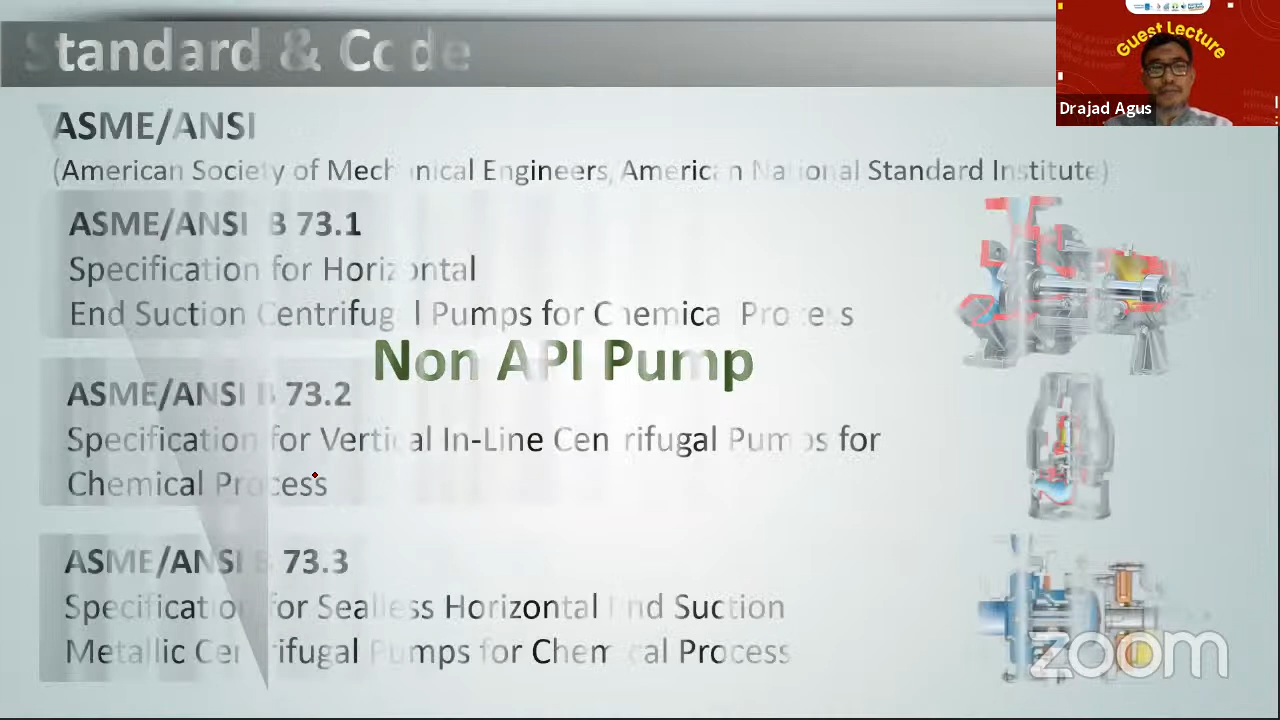 Standard & Code
Guest Lecture
Drajad Agus
ASME/ANSI
(American Society of Mechanical Engineers/American National Standard Institute)
ASME/ANSI B 73.1
Specification for Horizontal
End Suction Centrifugal Pumps for Chemical Process
Non API Pump
ASME/ANSI B 73.2
Specification for Vertical In-Line Centrifugal Pumps for
Chemical Process
ASME/ANSI B 73.3
Specification for Sealless Horizontal End Suction
Metallic Centrifugal Pumps for Chemical Process
zoom